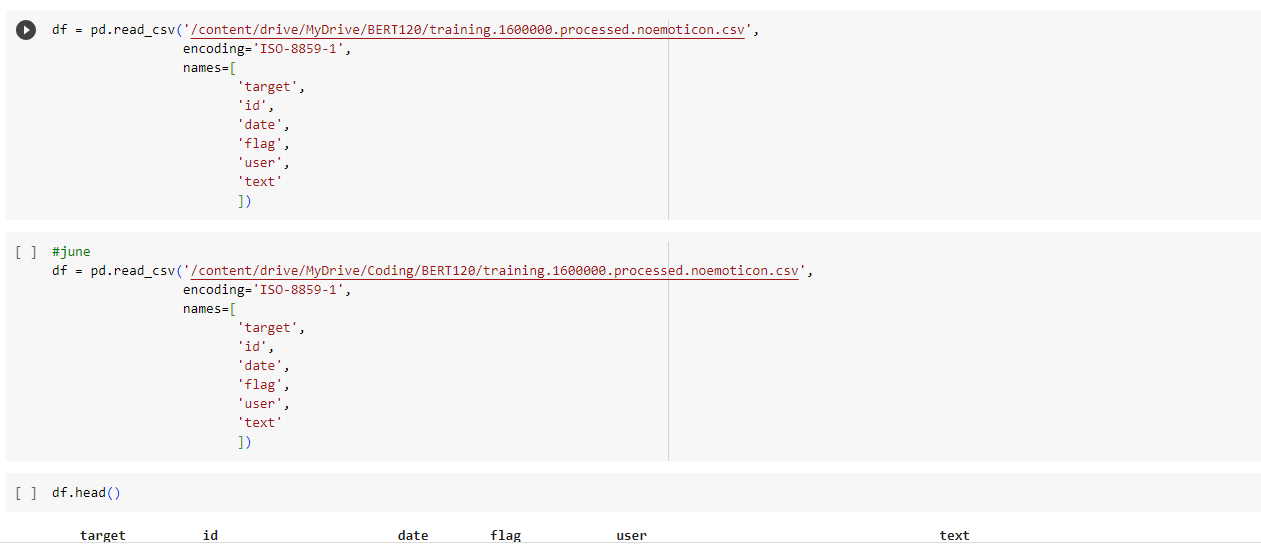 df = pd.read_csv('/content/drive/MyDrive/BERT120/training.1600000.processed.noemoticon.csv',
encoding='ISO-8859-1',
names=[
'target',
'id',
'date',
'flag',
'user',
'text'
])
[ ] #june
df = pd.read_csv('/content/drive/MyDrive/Coding/BERT120/training.1600000.processed.noemoticon.csv',
encoding='ISO-8859-1',
names=[
'target',
'id',
'date',
'flag',
'user',
'text'
])
[ ] df.head()
target id date flag user text